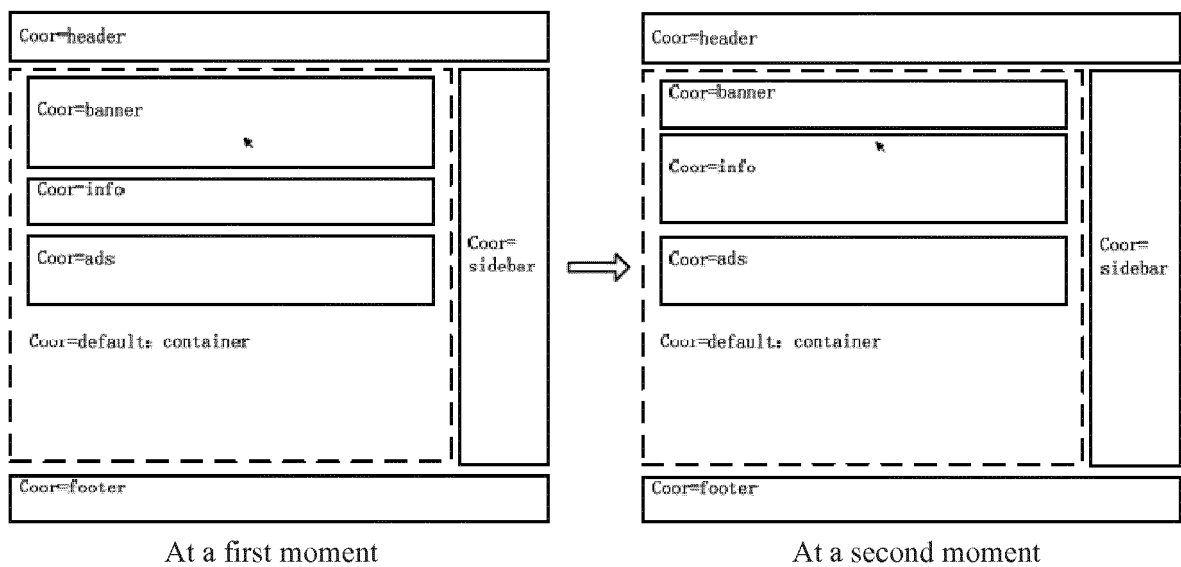 Coor=header
Coor=banner
Coor=info
Coor=ads
Coor=default: container
Coor=
sidebar
Coor=footer
At a first moment
Coor=header
Coor=banner
Coor=info
Coor=ads
Coor=default: container
Coor=
sidebar
Coor=footer
At a second moment